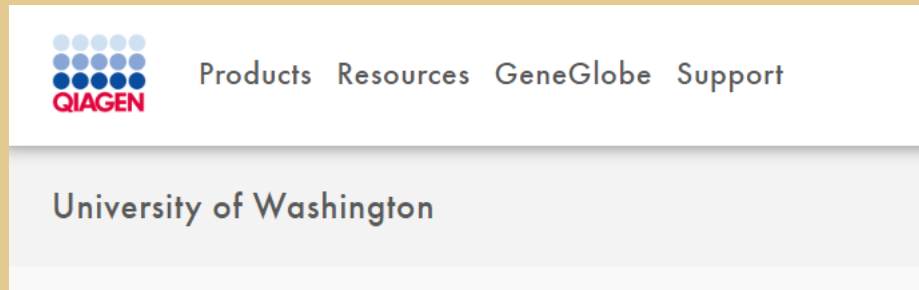 QIAGEN Products Resources GeneGlobe Support
University of Washington